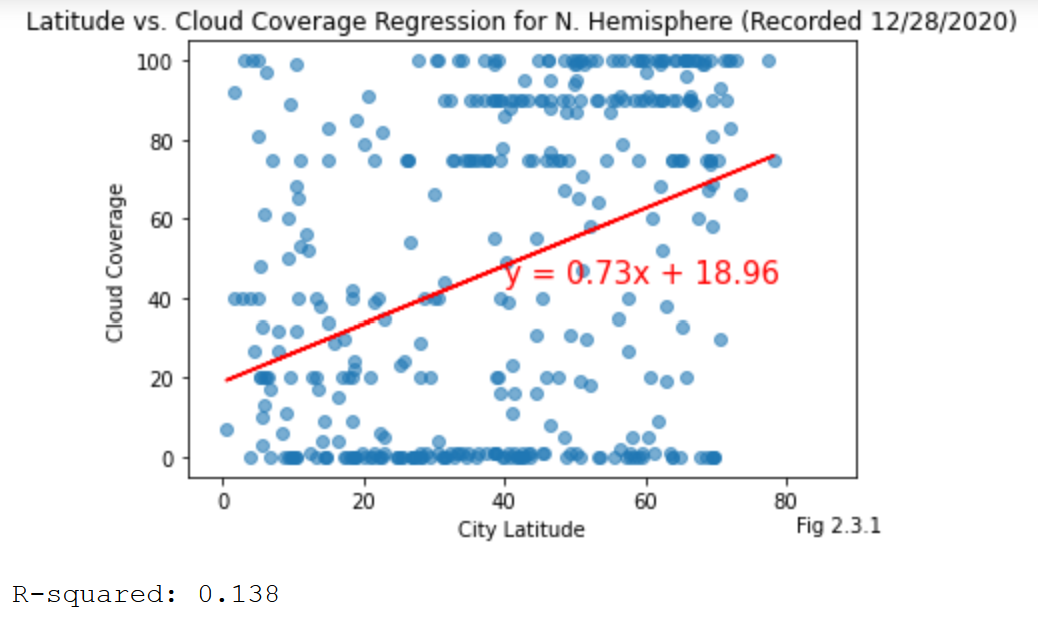 Latitude vs. Cloud Coverage Regression for N. Hemisphere (Recorded 12/28/2020)
100
80
60
40
20
0
Cloud Coverage
y = 0.73x + 18.96
0 20 40 60 80
City Latitude
Fig 2.3.1
R-squared: 0.138